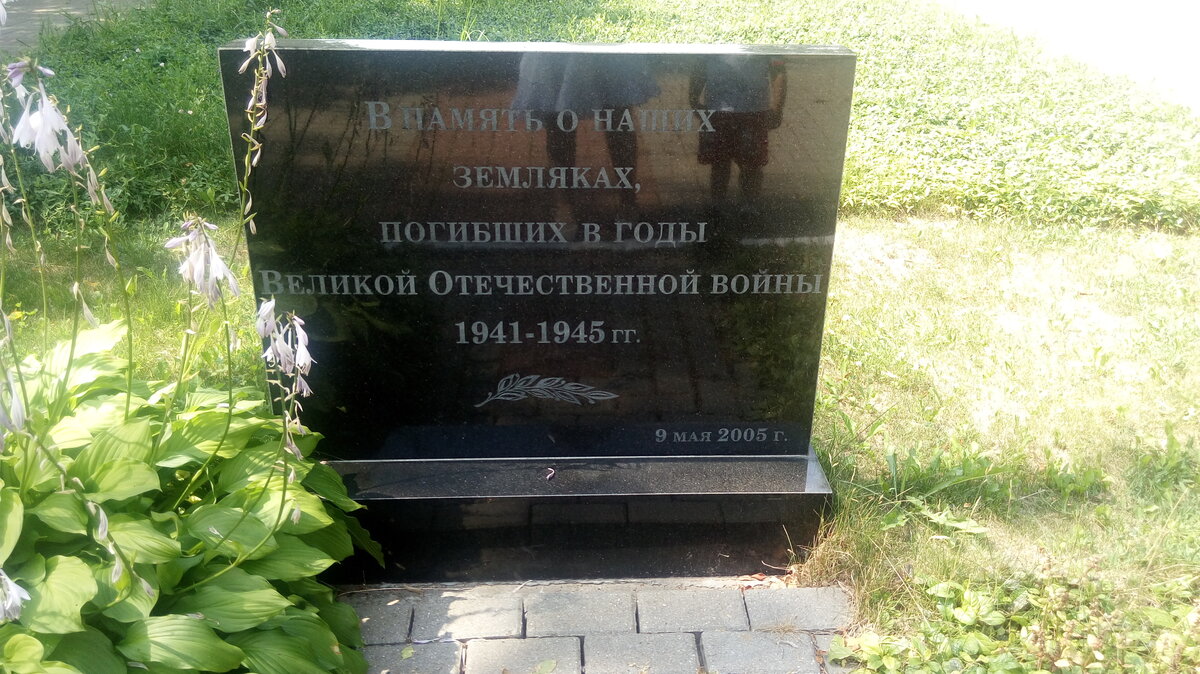 В память о наших
земляках,
погибших в годы
Великой Отечественной войны
1941-1945 гг.
9 мая 2005 г.